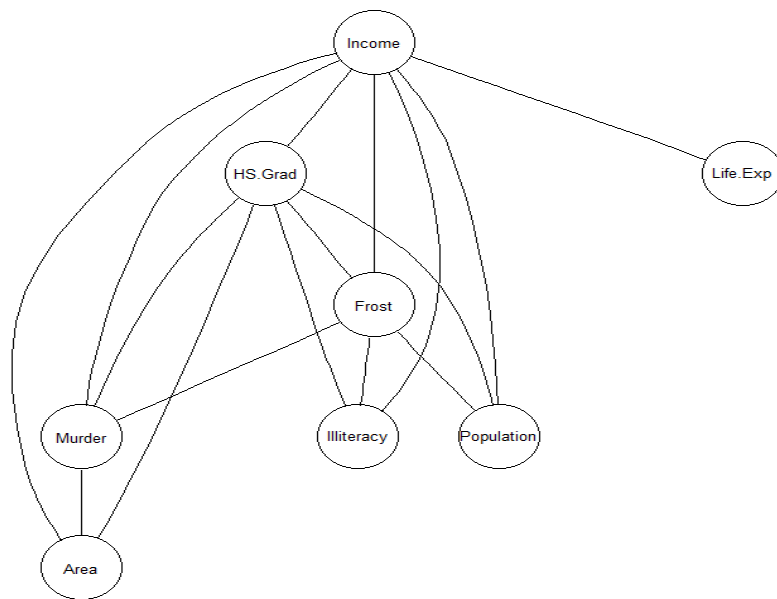 Income
HS.Grad
Life.Exp
Frost
Murder
Illiteracy
Population
Area